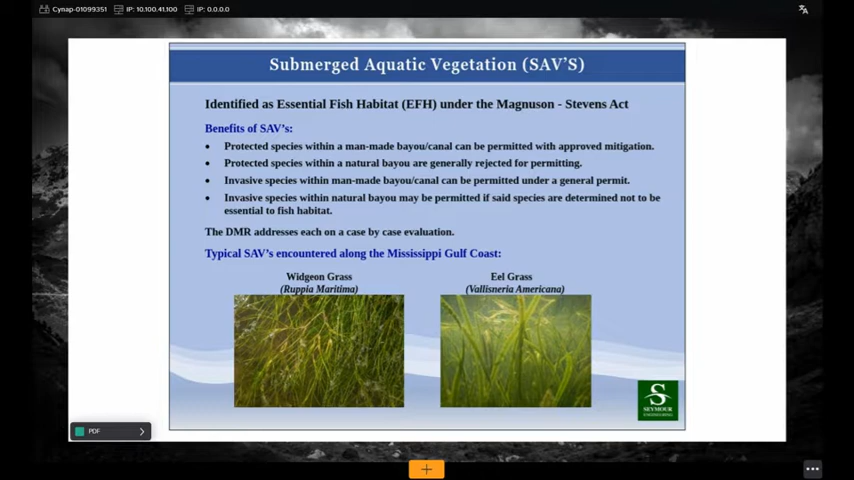 Cynap-01099351 IP: 10.100.41.100 IP: 0.0.0.0
Submerged Aquatic Vegetation (SAV'S)
Identified as Essential Fish Habitat (EFH) under the Magnuson - Stevens Act
Benefits of SAV's:
• Protected species within a man-made bayou/canal can be permitted with approved mitigation.
• Protected species within a natural bayou are generally rejected for permitting.
• Invasive species within man-made bayou/canal can be permitted under a general permit.
• Invasive species within natural bayou may be permitted if said species are determined not to be
essential to fish habitat.
The DMR addresses each on a case by case evaluation.
Typical SAV's encountered along the Mississippi Gulf Coast:
Widgeon Grass
(Ruppia Maritima)
Eel Grass
(Vallisneria Americana)
S
SEYMOUR
ENGINEERING
PDF